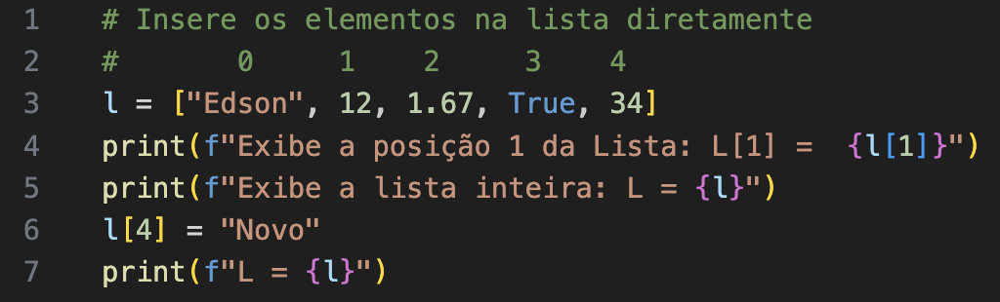 1 # Insere os elementos na lista diretamente
2 #       0     1    2     3    4
3 l = ["Edson", 12, 1.67, True, 34]
4 print(f"Exibe a posição 1 da Lista: L[1] =  {l[1]}")
5 print(f"Exibe a lista inteira: L = {l}")
6 l[4] = "Novo"
7 print(f"L = {l}")